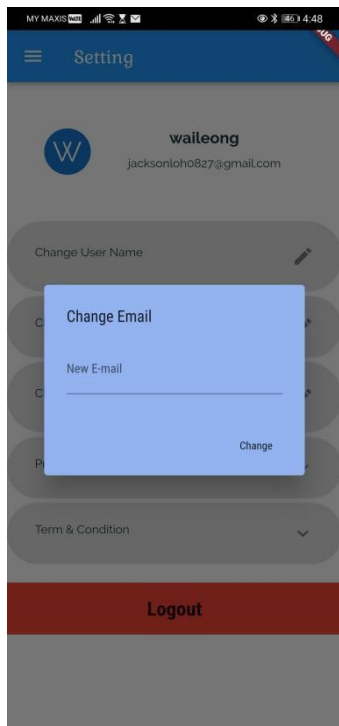 MY MAXIS 46 4:48
Setting
W
waileong
jacksonloh0827@gmail.com
Change User Name
C
Change Email
New E-mail
C
Change
P
Term & Condition
Logout